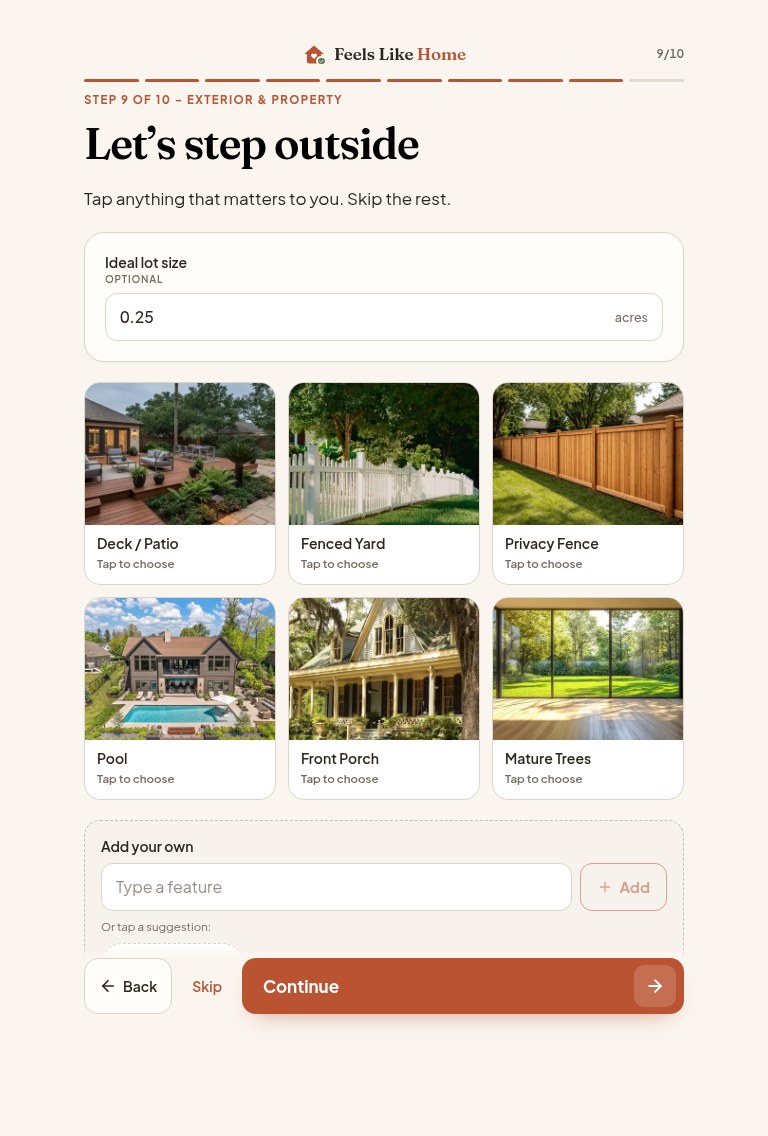 Feels Like Home
9/10
STEP 9 OF 10 – EXTERIOR & PROPERTY
Let’s step outside
Tap anything that matters to you. Skip the rest.
Ideal lot size
OPTIONAL
0.25 acres
Deck / Patio
Tap to choose
Fenced Yard
Tap to choose
Privacy Fence
Tap to choose
Pool
Tap to choose
Front Porch
Tap to choose
Mature Trees
Tap to choose
Add your own
Type a feature
+ Add
Or tap a suggestion:
← Back
Skip
Continue →